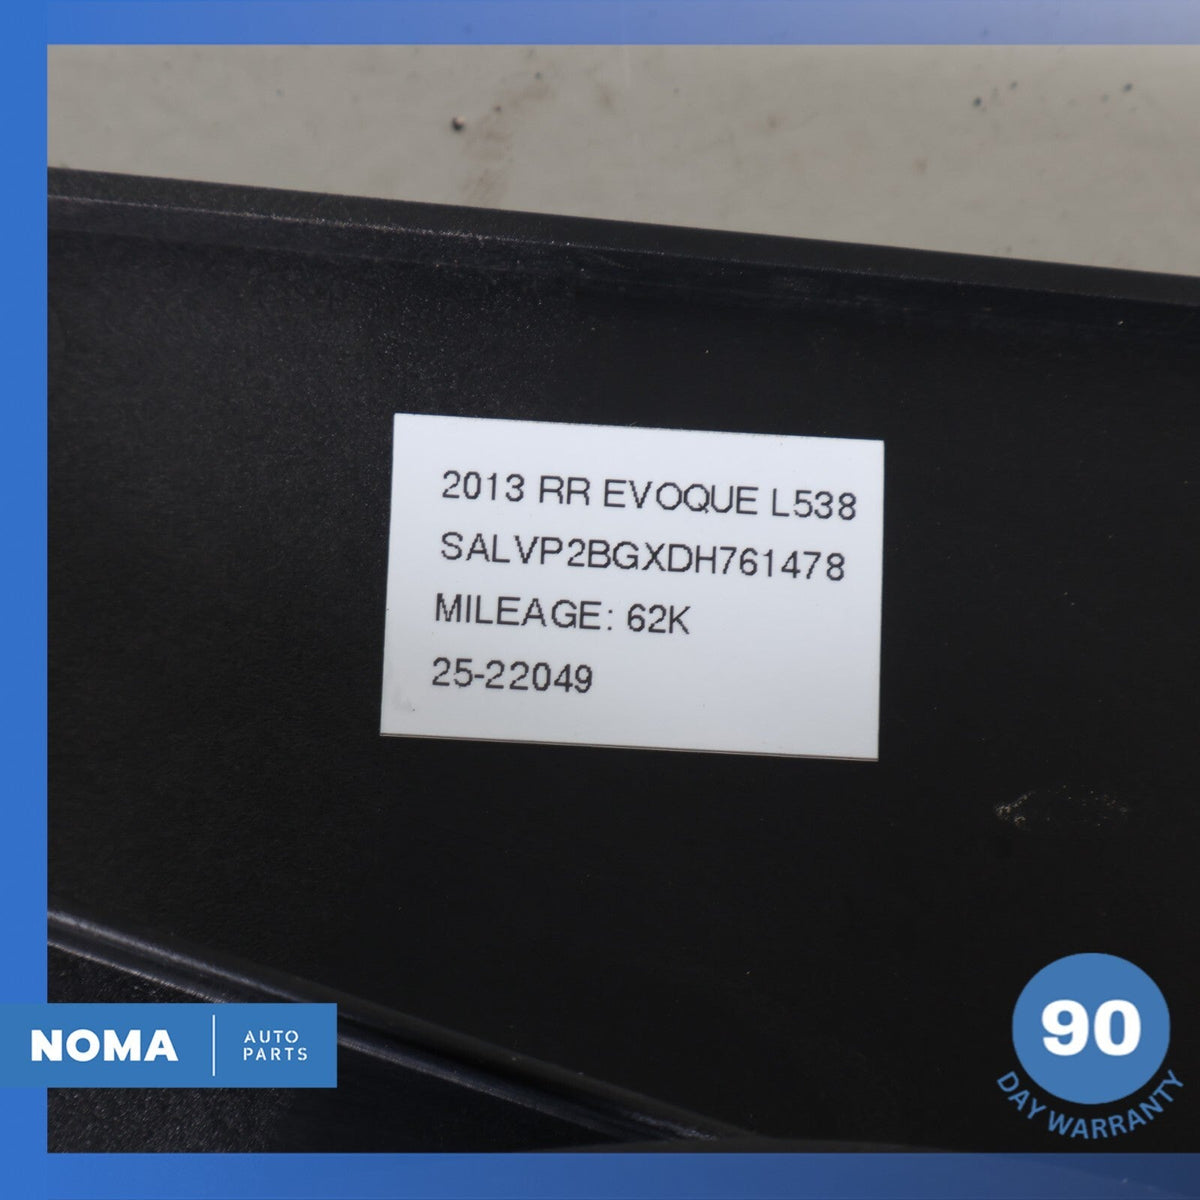 2013 RR EVOQUE L538
SALVP2BGXDH761478
MILEAGE: 62K
25-22049
NOMA
AUTO
PARTS
90
DAY WARRANTY